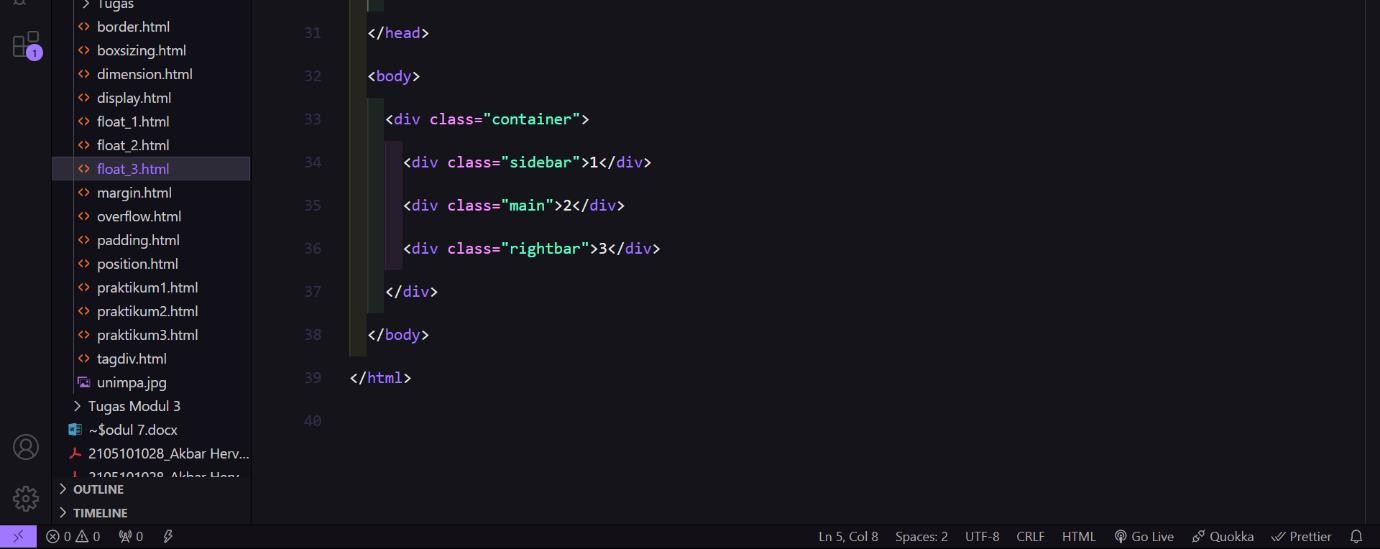 Tugas
border.html
boxsizing.html
dimension.html
display.html
float_1.html
float_2.html
float_3.html
margin.html
overflow.html
padding.html
position.html
praktikum1.html
praktikum2.html
praktikum3.html
tagdiv.html
unimpa.jpg
Tugas Modul 3
~$odul 7.docx
2105101028_Akbar Herv...
2105101028_Akbar Herv...
OUTLINE
TIMELINE
1
31 </head>
32 <body>
33 <div class="container">
34 <div class="sidebar">1</div>
35 <div class="main">2</div>
36 <div class="rightbar">3</div>
37 </div>
38 </body>
39 </html>
40
0 0 0 Ln 5, Col 8 Spaces: 2 UTF-8 CRLF HTML Go Live Quokka Prettier